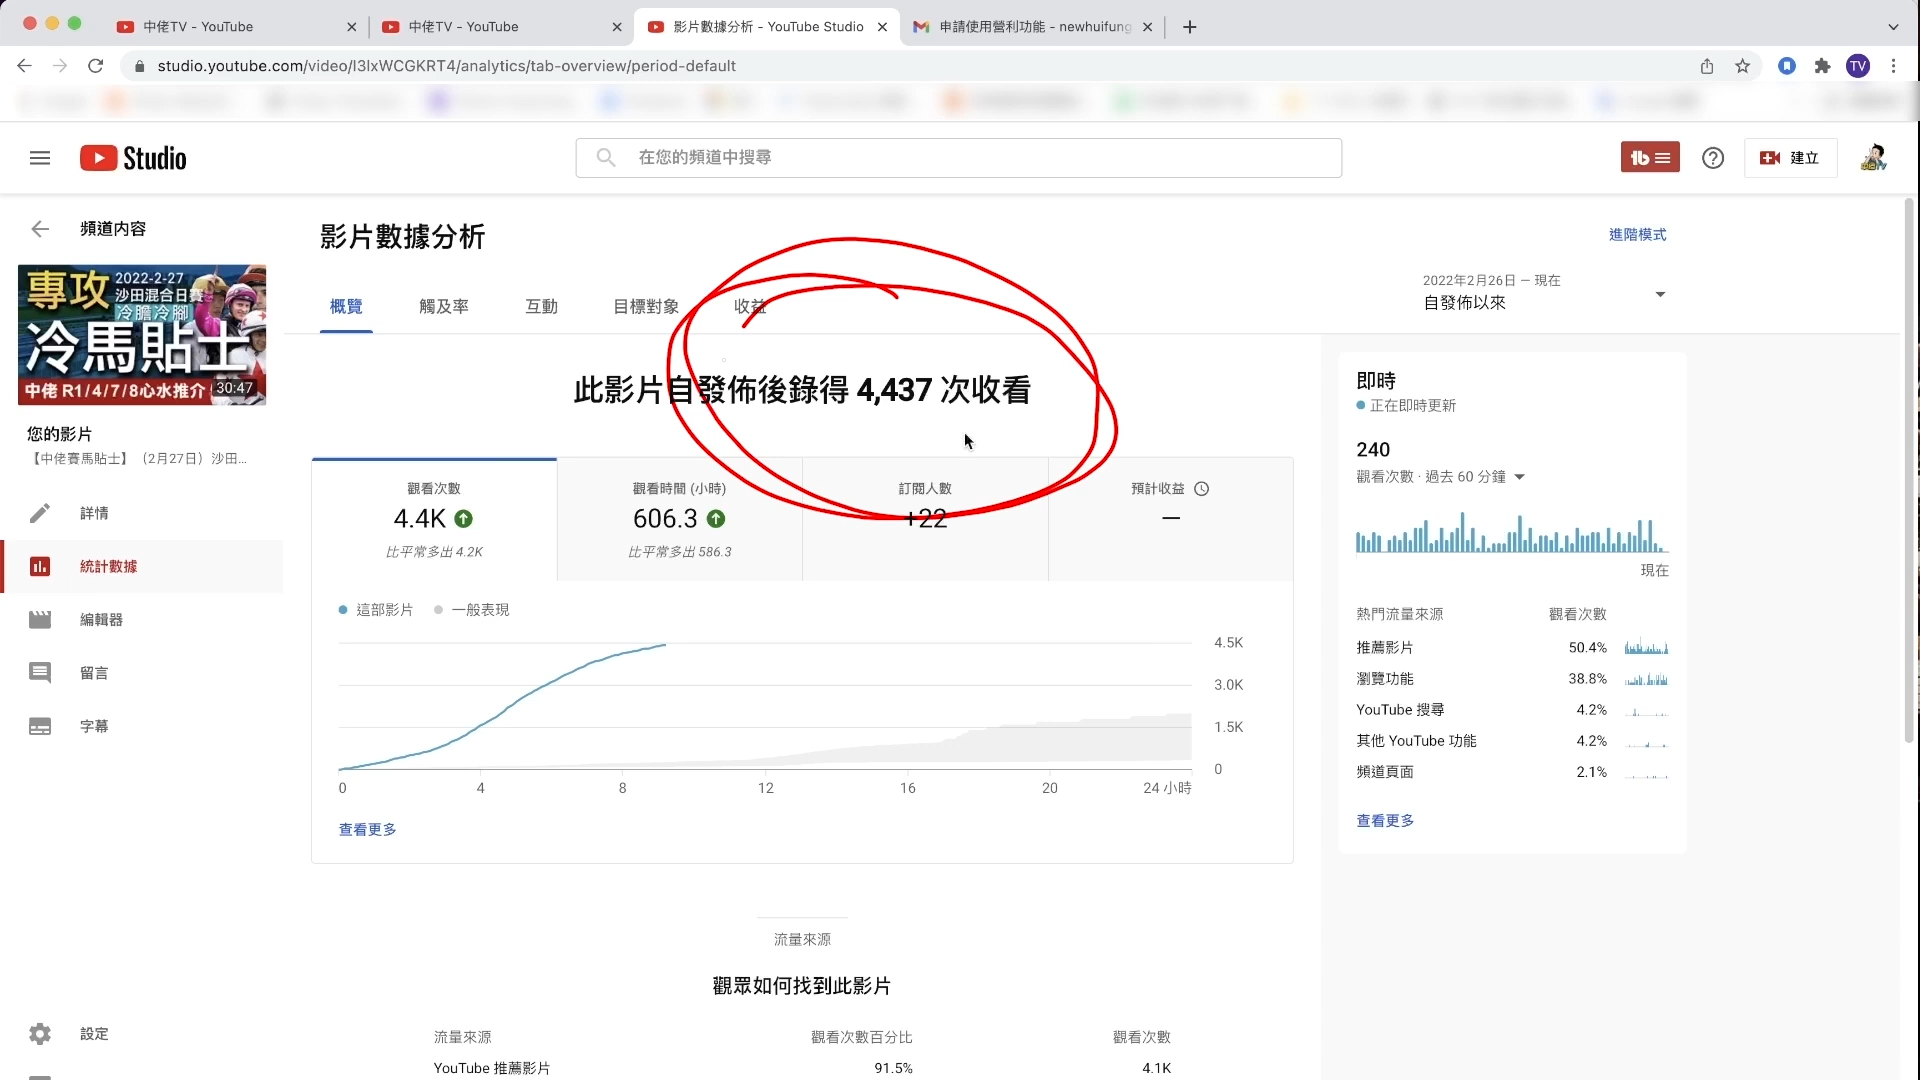 中佬TV - YouTube
中佬TV - YouTube
影片數據分析 - YouTube Studio
申請使用營利功能 - newhuifung
studio.youtube.com/video/I3lxWCGKRT4/analytics/tab-overview/period-default
TV
Studio
在您的頻道中搜尋
建立
頻道內容
專攻
2022-2-27
沙田混合日賽
冷膽冷腳
冷馬貼士
中佬 R1/4/7/8心水推介
30:47
您的影片
【中佬賽馬貼士】（2月27日）沙田...
詳情
統計數據
編輯器
留言
字幕
設定
影片數據分析
進階模式
概覽
觸及率
互動
目標對象
收益
2022年2月26日 – 現在
自發佈以來
此影片自發佈後錄得 4,437 次收看
觀看次數
4.4K
比平常多出 4.2K
觀看時間 (小時)
606.3
比平常多出 586.3
訂閱人數
+22
預計收益
—
這部影片
一般表現
4.5K
3.0K
1.5K
0
0 4 8 12 16 20 24 小時
查看更多
流量來源
觀眾如何找到此影片
流量來源 觀看次數百分比 觀看次數
YouTube 推薦影片 91.5% 4.1K
即時
正在即時更新
240
觀看次數 · 過去 60 分鐘
現在
熱門流量來源 觀看次數
推薦影片 50.4%
瀏覽功能 38.8%
YouTube 搜尋 4.2%
其他 YouTube 功能 4.2%
頻道頁面 2.1%
查看更多